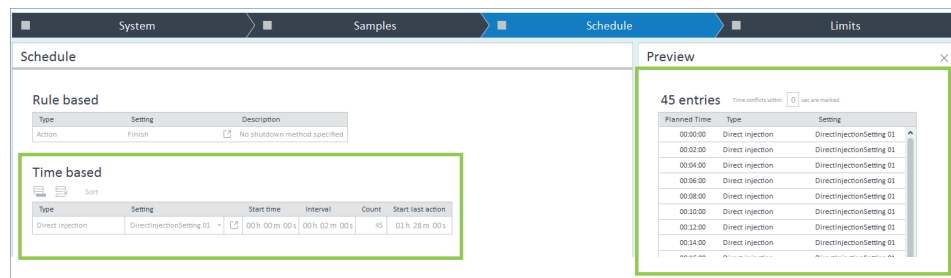 System Samples Schedule Limits
Schedule
Rule based
Type Setting Description
Action Finish No shutdown method specified
Time based
Sort
Type Setting Start time Interval Count Start last action
Direct injection DirectInjectionSetting 01 00 h 00 m 00 s 00 h 02 m 00 s 45 01 h 28 m 00 s
Preview
45 entries Time conflicts within 0 sec are marked.
Planned Time Type Setting
00:00:00 Direct injection DirectInjectionSetting 01
00:02:00 Direct injection DirectInjectionSetting 01
00:04:00 Direct injection DirectInjectionSetting 01
00:06:00 Direct injection DirectInjectionSetting 01
00:08:00 Direct injection DirectInjectionSetting 01
00:10:00 Direct injection DirectInjectionSetting 01
00:12:00 Direct injection DirectInjectionSetting 01
00:14:00 Direct injection DirectInjectionSetting 01